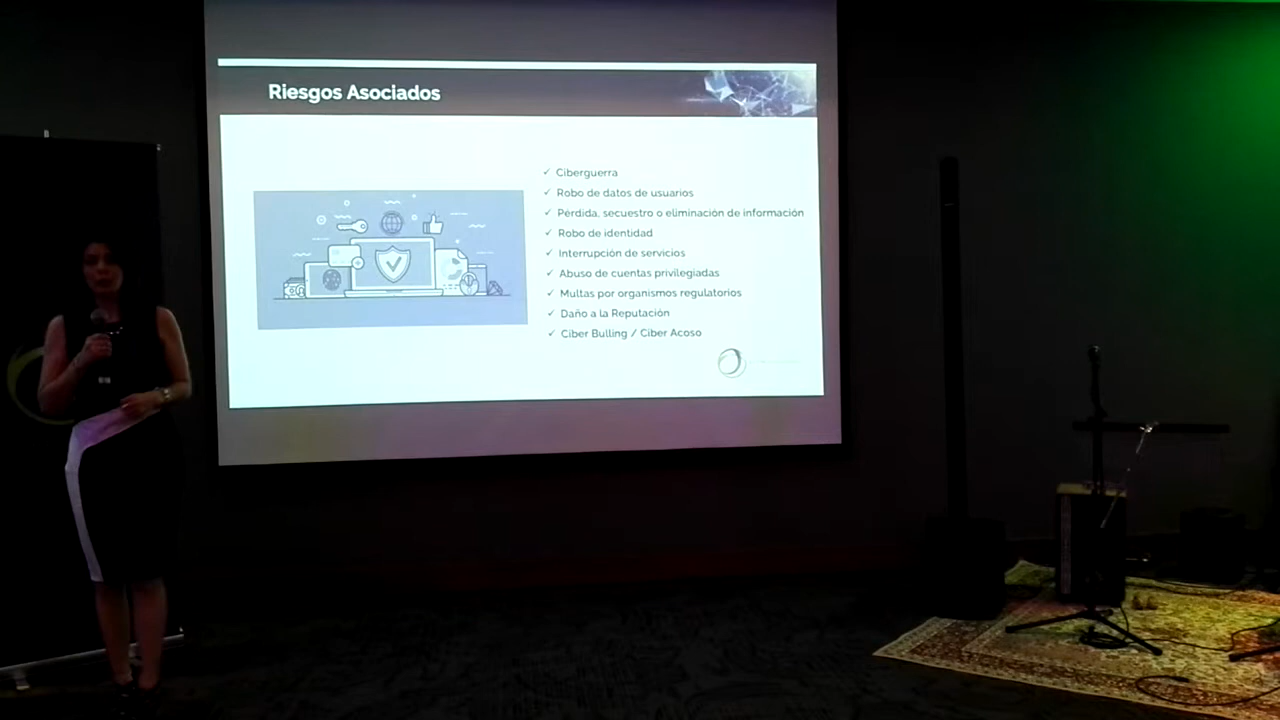 Riesgos Asociados
✓ Ciberguerra
✓ Robo de datos de usuarios
✓ Pérdida, secuestro o eliminación de información
✓ Robo de identidad
✓ Interrupción de servicios
✓ Abuso de cuentas privilegiadas
✓ Multas por organismos regulatorios
✓ Daño a la Reputación
✓ Ciber Bulling / Ciber Acoso